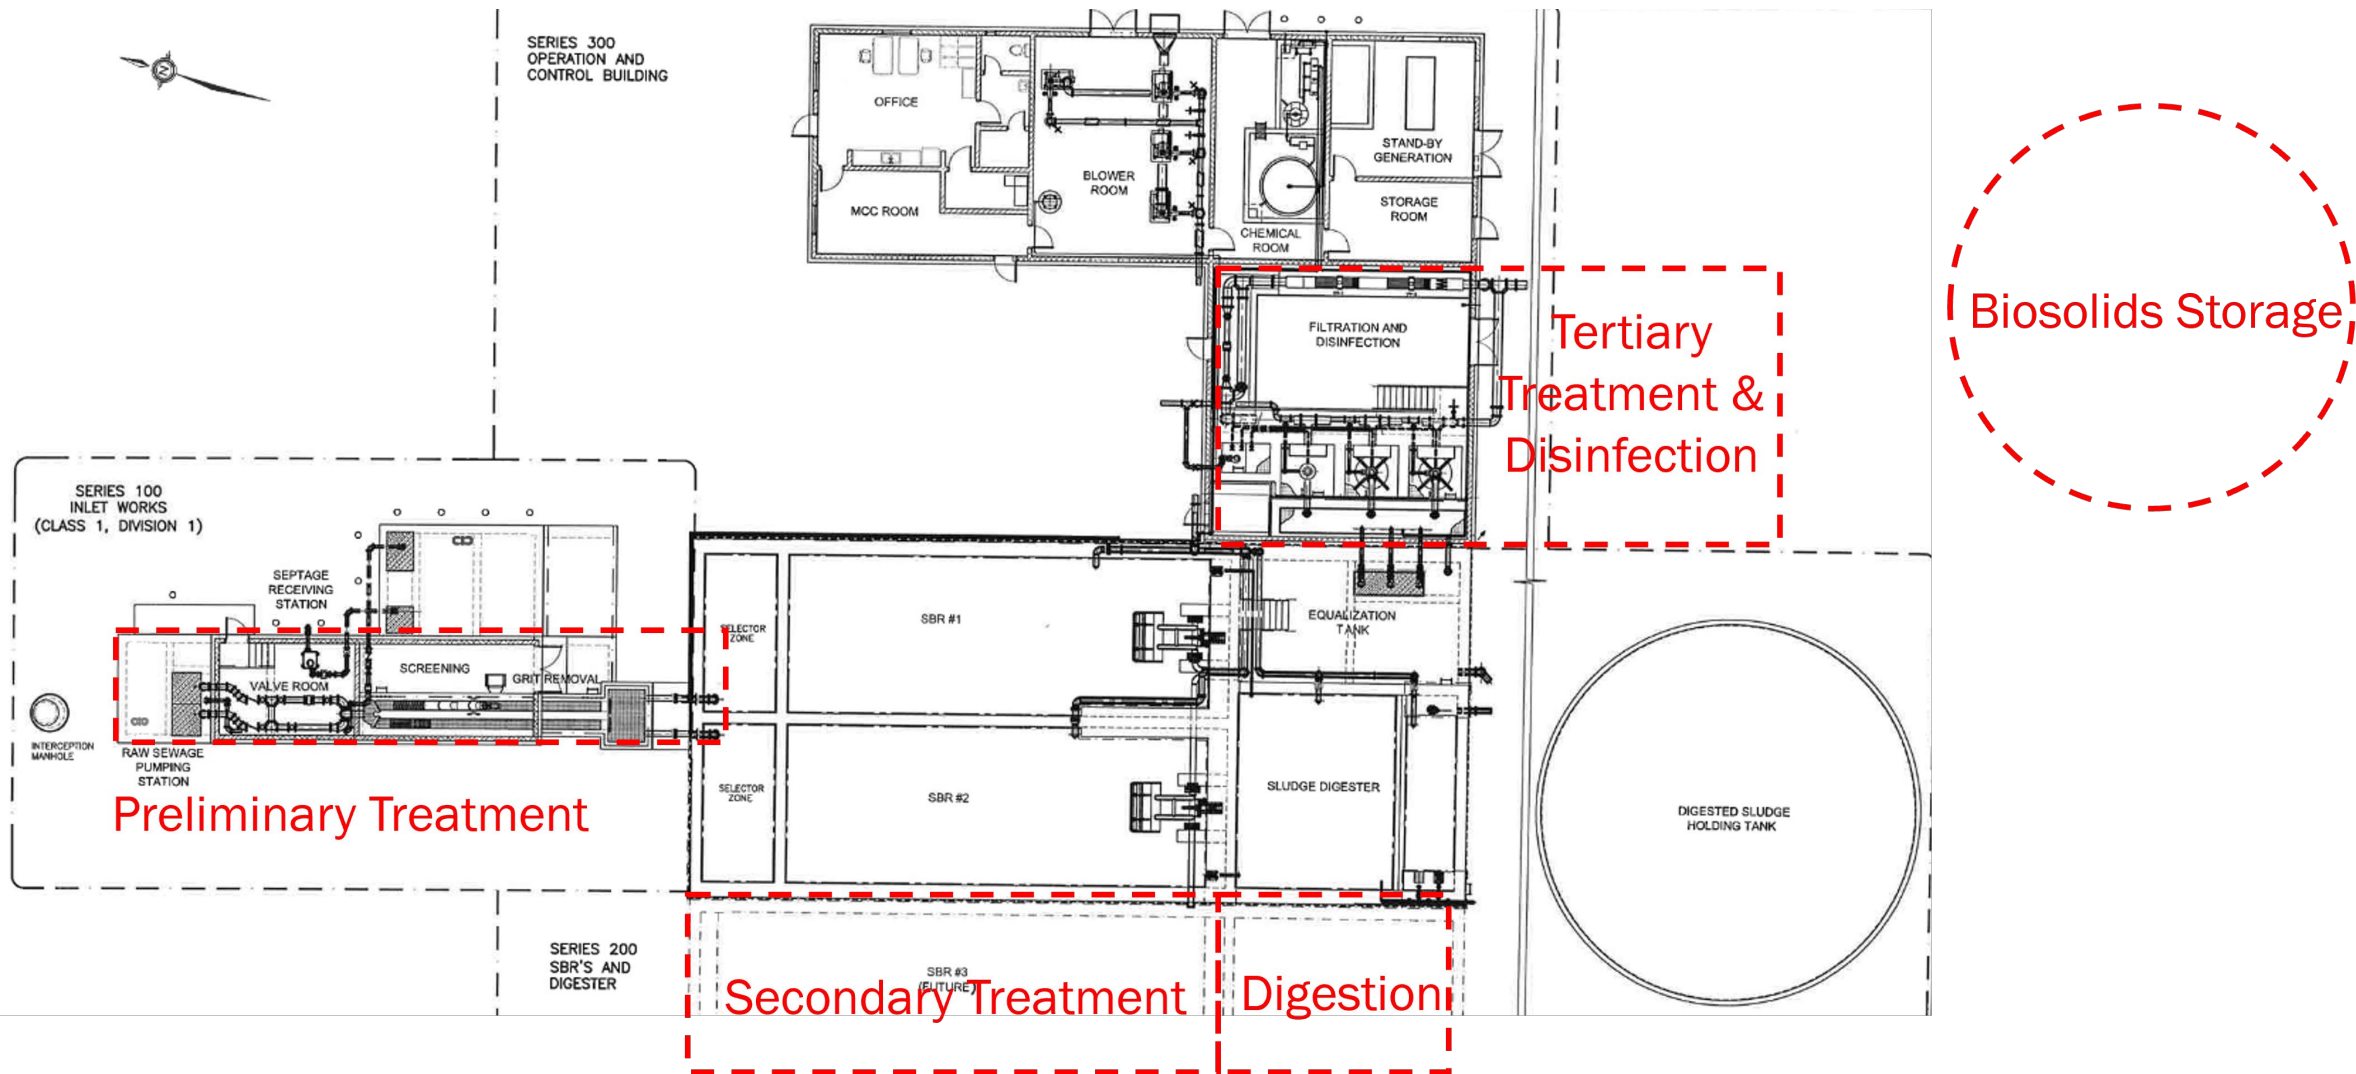 SERIES 300
OPERATION AND
CONTROL BUILDING
N
OFFICE
MCC ROOM
BLOWER
ROOM
CHEMICAL
ROOM
STAND-BY
GENERATION
STORAGE
ROOM
FILTRATION AND
DISINFECTION
Tertiary
Treatment &
Disinfection
Biosolids Storage
SERIES 100
INLET WORKS
(CLASS 1, DIVISION 1)
SEPTAGE
RECEIVING
STATION
SCREENING
GRIT REMOVAL
VALVE ROOM
INTERCEPTION
MANHOLE
RAW SEWAGE
PUMPING
STATION
Preliminary Treatment
SELECTOR
ZONE
SBR #1
EQUALIZATION
TANK
SELECTOR
ZONE
SBR #2
SLUDGE DIGESTER
DIGESTED SLUDGE
HOLDING TANK
SERIES 200
SBR'S AND
DIGESTER
SBR #3
(FUTURE)
Secondary Treatment
Digestion